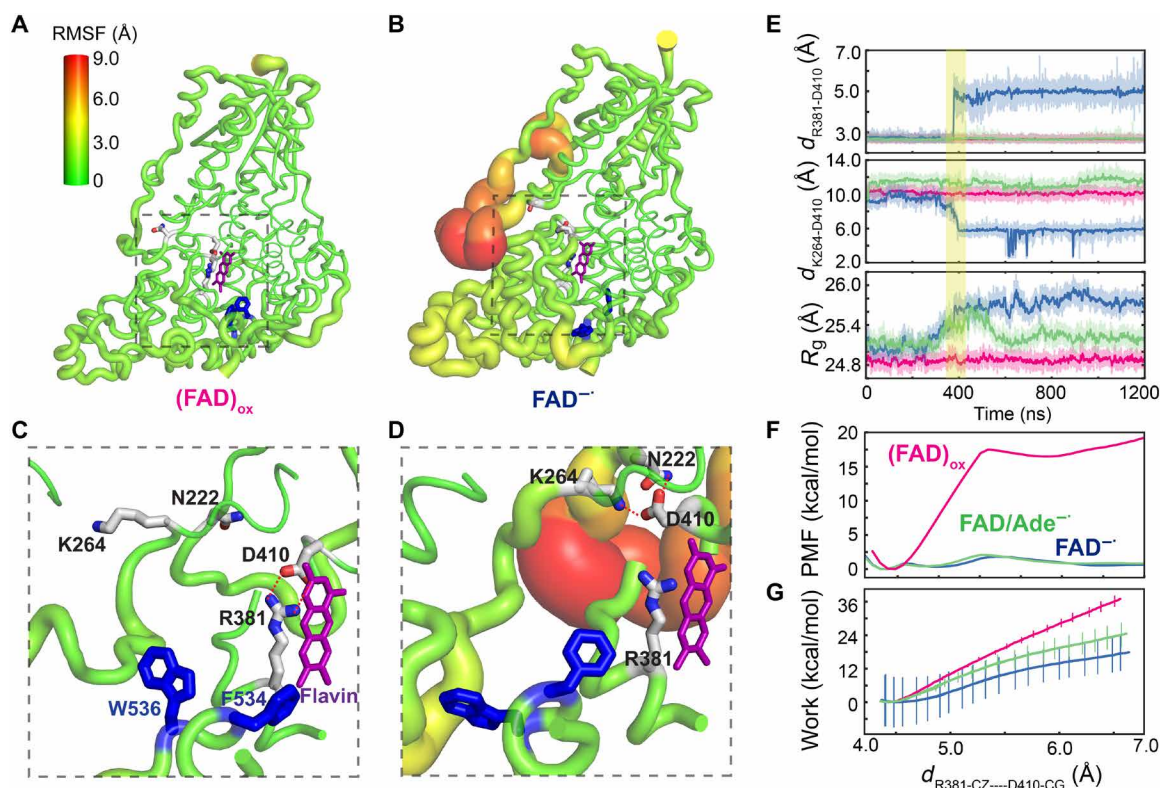 A
RMSF (Å)
9.0
6.0
3.0
0
(FAD)ox
B
FAD−·
C
K264
N222
D410
R381
W536
F534
Flavin
D
K264
N222
D410
R381
E
dR381-D410 (Å)
7.0
5.0
3.0
dK264-D410 (Å)
14.0
10.0
6.0
2.0
Rg (Å)
26.0
25.4
24.8
0 400 800 1200
Time (ns)
F
PMF (kcal/mol)
20
15
10
5
0
(FAD)ox
FAD/Ade−·
FAD−·
G
Work (kcal/mol)
36
24
12
0
4.0 5.0 6.0 7.0
dR381-CZ----D410-CG (Å)